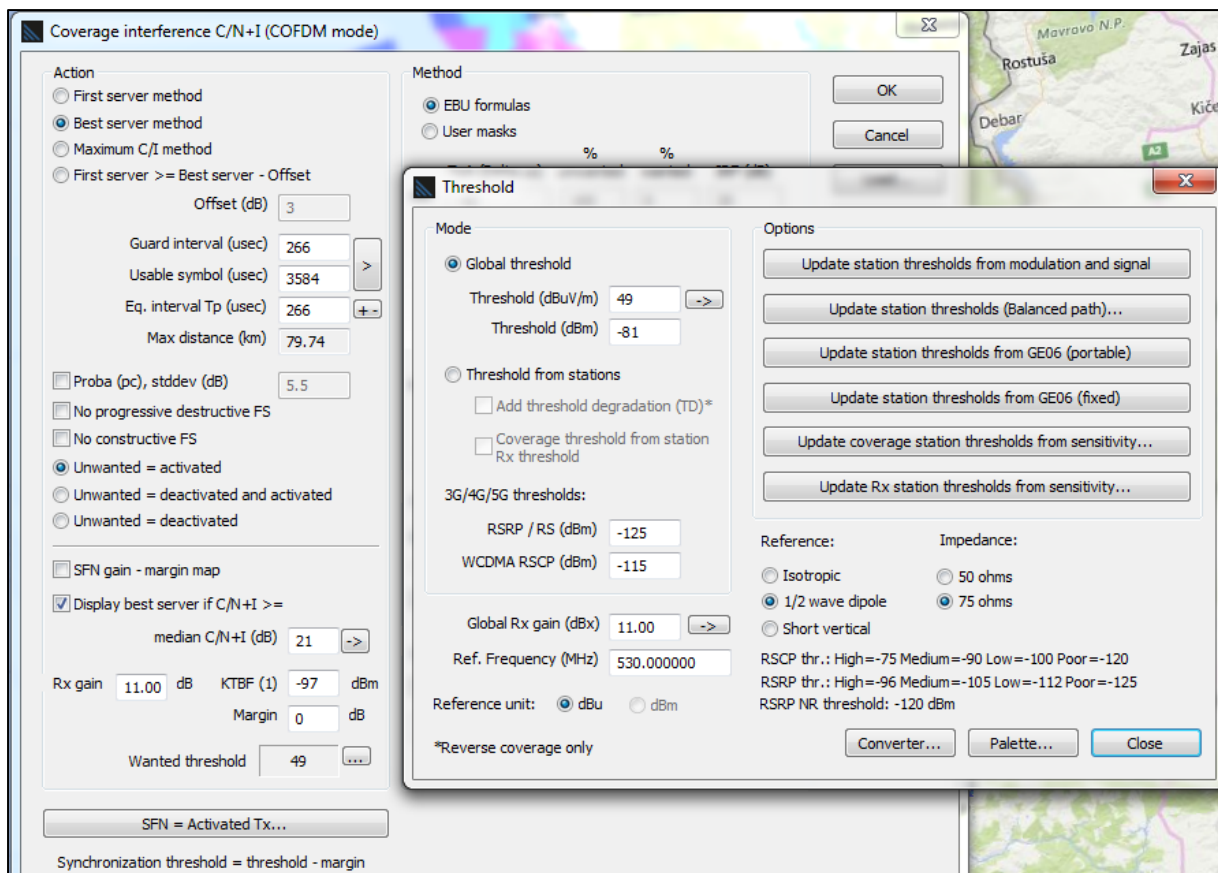 Coverage interference C/N+I (COFDM mode)
Action
First server method
Best server method
Maximum C/I method
First server >= Best server - Offset
Offset (dB) 3
Guard interval (usec) 266
Usable symbol (usec) 3584
>
Eq. interval Tp (usec) 266 + -
Max distance (km) 79.74
Proba (pc), stddev (dB) 5.5
No progressive destructive FS
No constructive FS
Unwanted = activated
Unwanted = deactivated and activated
Unwanted = deactivated
SFN gain - margin map
Display best server if C/N+I >=
median C/N+I (dB) 21 ->
Rx gain 11.00 dB KTBF (1) -97 dBm
Margin 0 dB
Wanted threshold 49 ...
SFN = Activated Tx...
Synchronization threshold = threshold - margin
Method
EBU formulas
User masks
% %
OK
Cancel
Threshold
Mode
Global threshold
Threshold (dBuV/m) 49 ->
Threshold (dBm) -81
Threshold from stations
Add threshold degradation (TD)*
Coverage threshold from station
Rx threshold
3G/4G/5G thresholds:
RSRP / RS (dBm) -125
WCDMA RSCP (dBm) -115
Global Rx gain (dBx) 11.00 ->
Ref. Frequency (MHz) 530.000000
Reference unit: dBu dBm
*Reverse coverage only
Options
Update station thresholds from modulation and signal
Update station thresholds (Balanced path)...
Update station thresholds from GE06 (portable)
Update station thresholds from GE06 (fixed)
Update coverage station thresholds from sensitivity...
Update Rx station thresholds from sensitivity...
Reference: Impedance:
Isotropic 50 ohms
1/2 wave dipole 75 ohms
Short vertical
RSCP thr.: High=-75 Medium=-90 Low=-100 Poor=-120
RSRP thr.: High=-96 Medium=-105 Low=-112 Poor=-125
RSRP NR threshold: -120 dBm
Converter... Palette... Close
Mavrovo N.P.
Rostuša
Zajas
Debar
A2